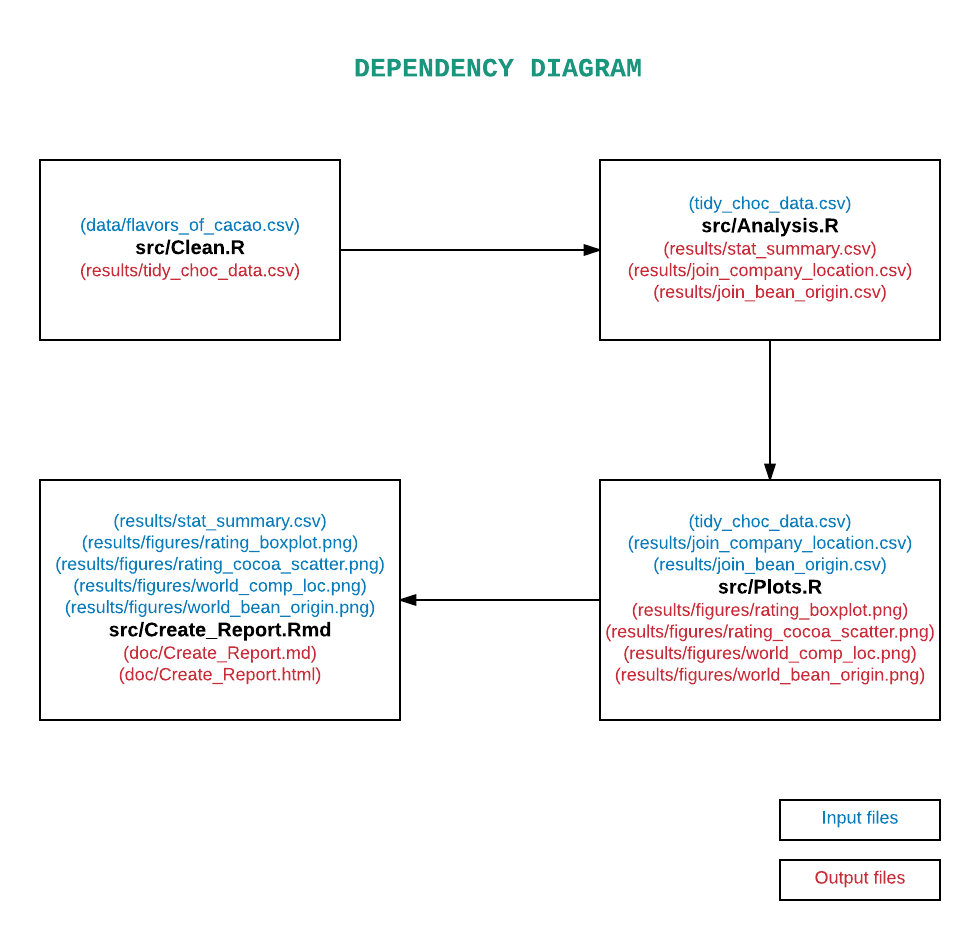 DEPENDENCY DIAGRAM
(data/flavors_of_cacao.csv)
src/Clean.R
(results/tidy_choc_data.csv)
(tidy_choc_data.csv)
src/Analysis.R
(results/stat_summary.csv)
(results/join_company_location.csv)
(results/join_bean_origin.csv)
(results/stat_summary.csv)
(results/figures/rating_boxplot.png)
(results/figures/rating_cocoa_scatter.png)
(results/figures/world_comp_loc.png)
(results/figures/world_bean_origin.png)
src/Create_Report.Rmd
(doc/Create_Report.md)
(doc/Create_Report.html)
(tidy_choc_data.csv)
(results/join_company_location.csv)
(results/join_bean_origin.csv)
src/Plots.R
(results/figures/rating_boxplot.png)
(results/figures/rating_cocoa_scatter.png)
(results/figures/world_comp_loc.png)
(results/figures/world_bean_origin.png)
Input files
Output files